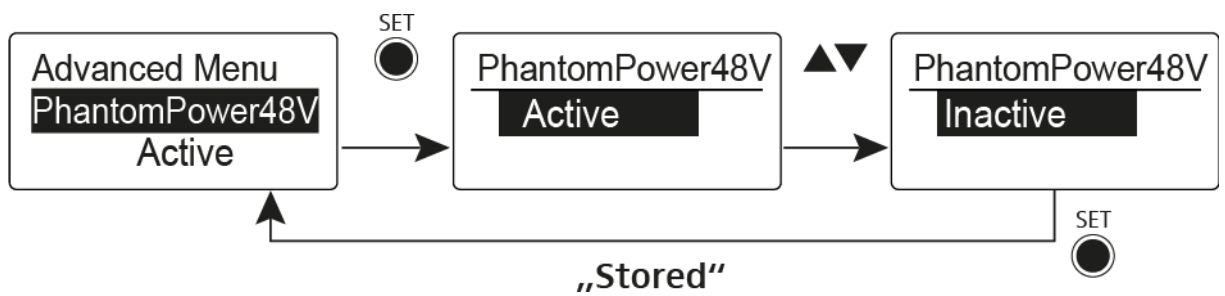 SET
Advanced Menu
PhantomPower48V
Active
PhantomPower48V
Active
PhantomPower48V
Inactive
SET
„Stored“